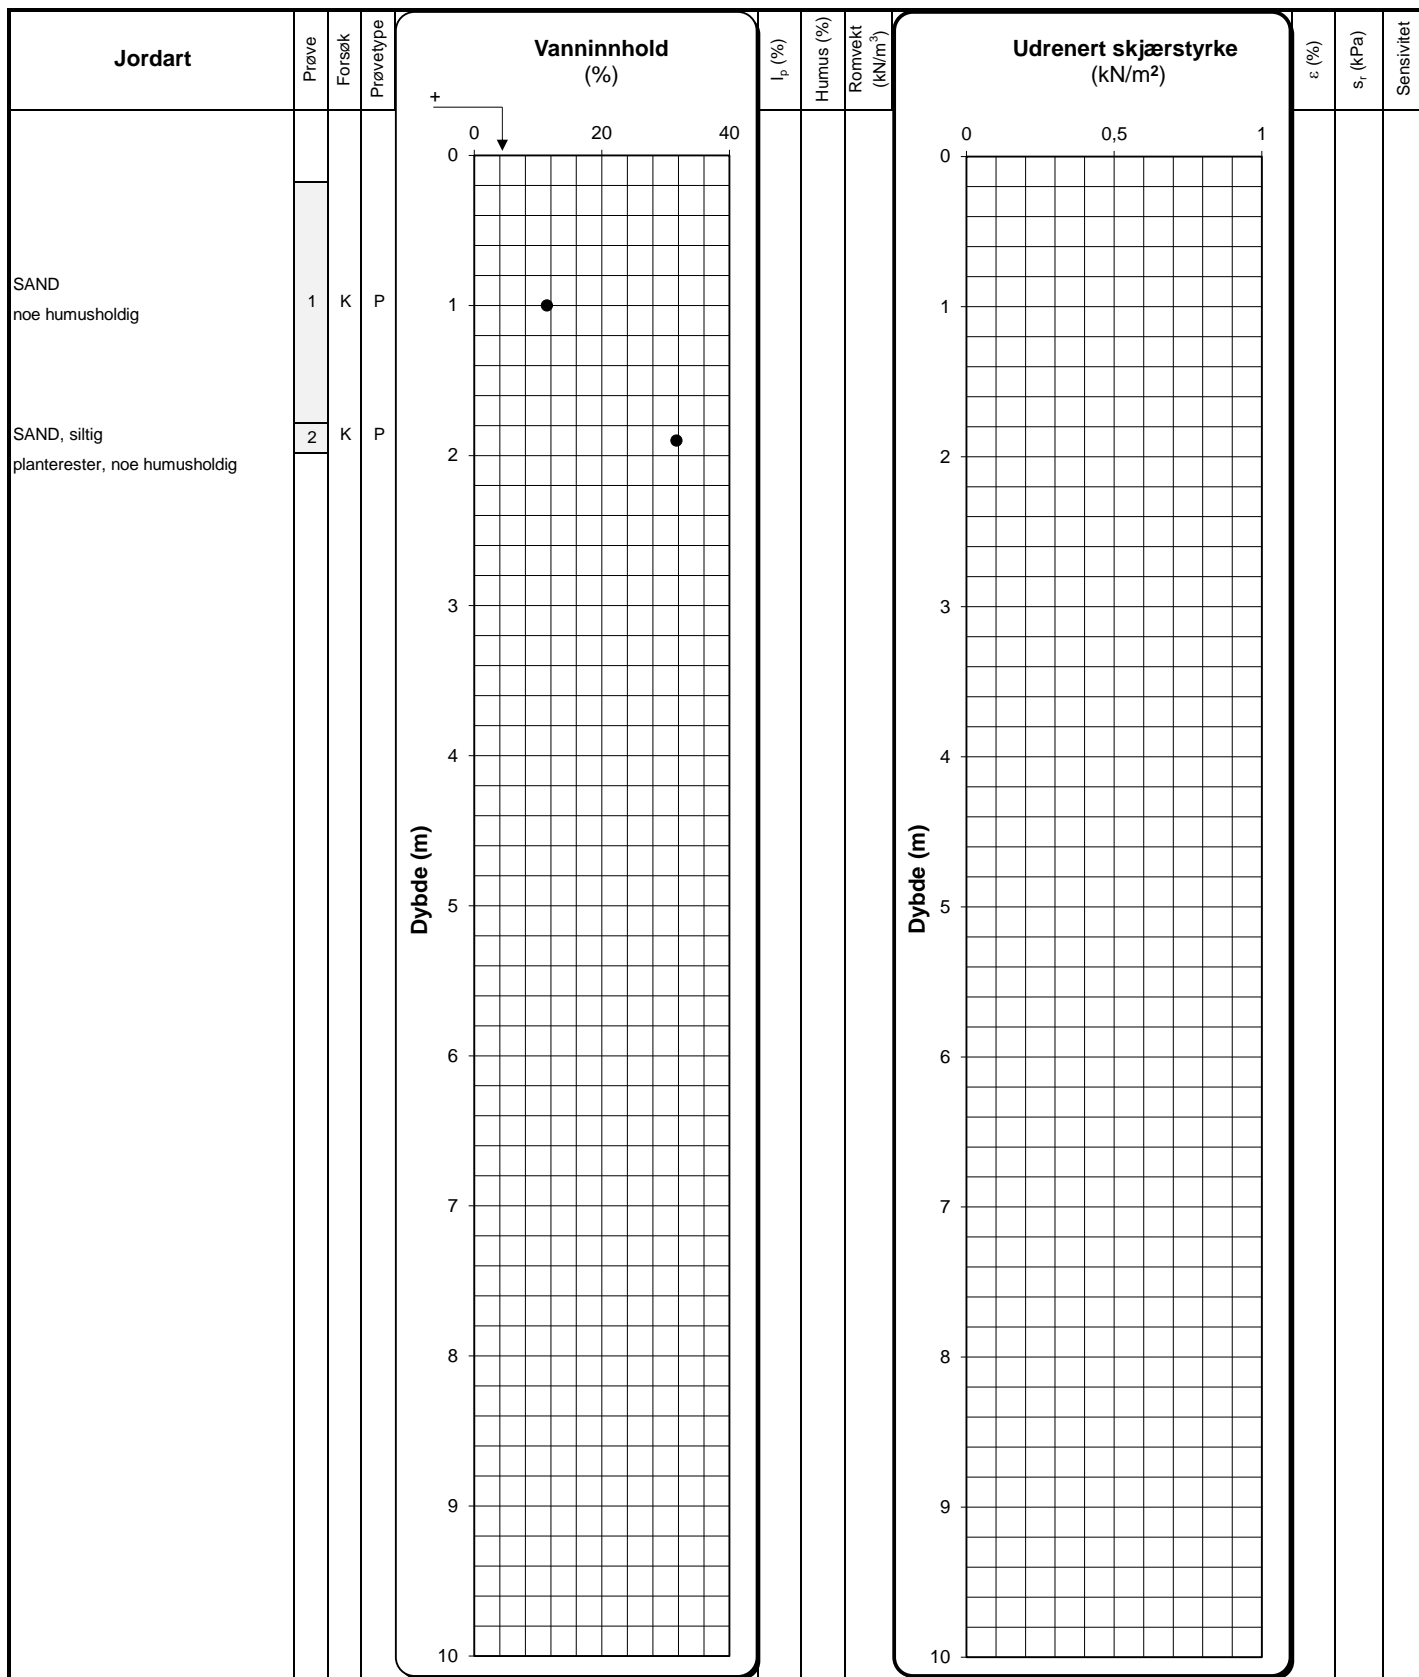 Jordart
Prøve
Forsøk
Prøvetype
Vanninnhold
(%)
I_p (%)
Humus (%)
Romvekt
(kN/m³)
Udrenert skjærstyrke
(kN/m²)
ε (%)
s_r (kPa)
Sensivitet
+
0 20 40
0 0,5 1
SAND
noe humusholdig
1 K P
SAND, siltig
planterester, noe humusholdig
2 K P
Dybde (m)
0
1
2
3
4
5
6
7
8
9
10
Dybde (m)
0
1
2
3
4
5
6
7
8
9
10